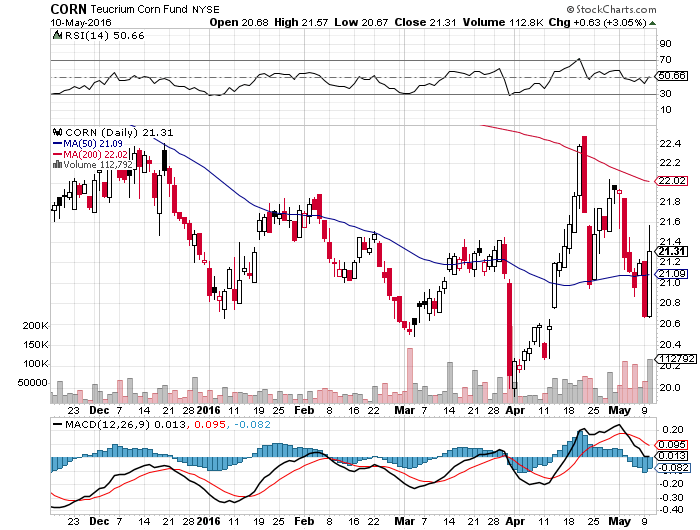 CORN Teucrium Corn Fund NYSE © StockCharts.com
10-May-2016 Open 20.68 High 21.57 Low 20.67 Close 21.31 Volume 112.8K Chg +0.63 (+3.05%)
RSI(14) 50.66
90
70
50.66
30
10
CORN (Daily) 21.31
MA(50) 21.09
MA(200) 22.02
Volume 112,792
22.4
22.02
21.8
21.6
21.4
21.31
21.2
21.09
21.0
20.8
20.6
20.4
112792
20.0
200K
150K
100K
50000
23 Dec 7 14 21 2016 11 19 25 Feb 8 16 22 Mar 7 14 21 28 Apr 11 18 25 May 9
MACD(12,26,9) 0.013, 0.095, -0.082
0.20
0.095
0.013
-0.082
-0.20
-0.30
-0.40
23 Dec 7 14 21 2016 11 19 25 Feb 8 16 22 Mar 7 14 21 28 Apr 11 18 25 May 9